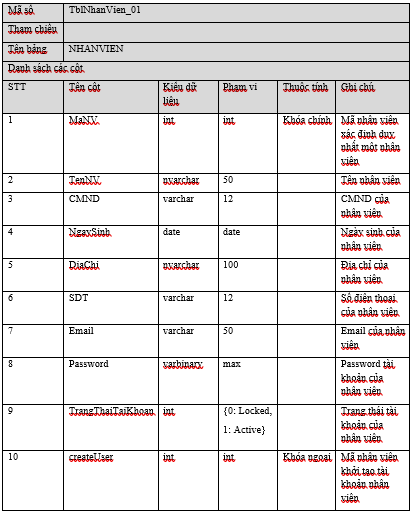 Mã số TblNhanVien_01
Tham chiếu
Tên bảng NHANVIEN
Danh sách các cột
STT Tên cột Kiểu dữ liệu Phạm vi Thuộc tính Ghi chú
1 MaNV int int Khóa chính Mã nhân viên xác định duy nhất một nhân viên
2 TenNV nvarchar 50 Tên nhân viên
3 CMND varchar 12 CMND của nhân viên
4 NgaySinh date date Ngày sinh của nhân viên
5 DiaChi nvarchar 100 Địa chỉ của nhân viên
6 SDT varchar 12 Số điện thoại của nhân viên
7 Email varchar 50 Email của nhân viên
8 Password varbinary max Password tài khoản của nhân viên
9 TrangThaiTaiKhoan int {0: Locked, 1: Active} Trạng thái tài khoản của nhân viên
10 createUser int int Khóa ngoại Mã nhân viên khởi tạo tài khoản nhân viên